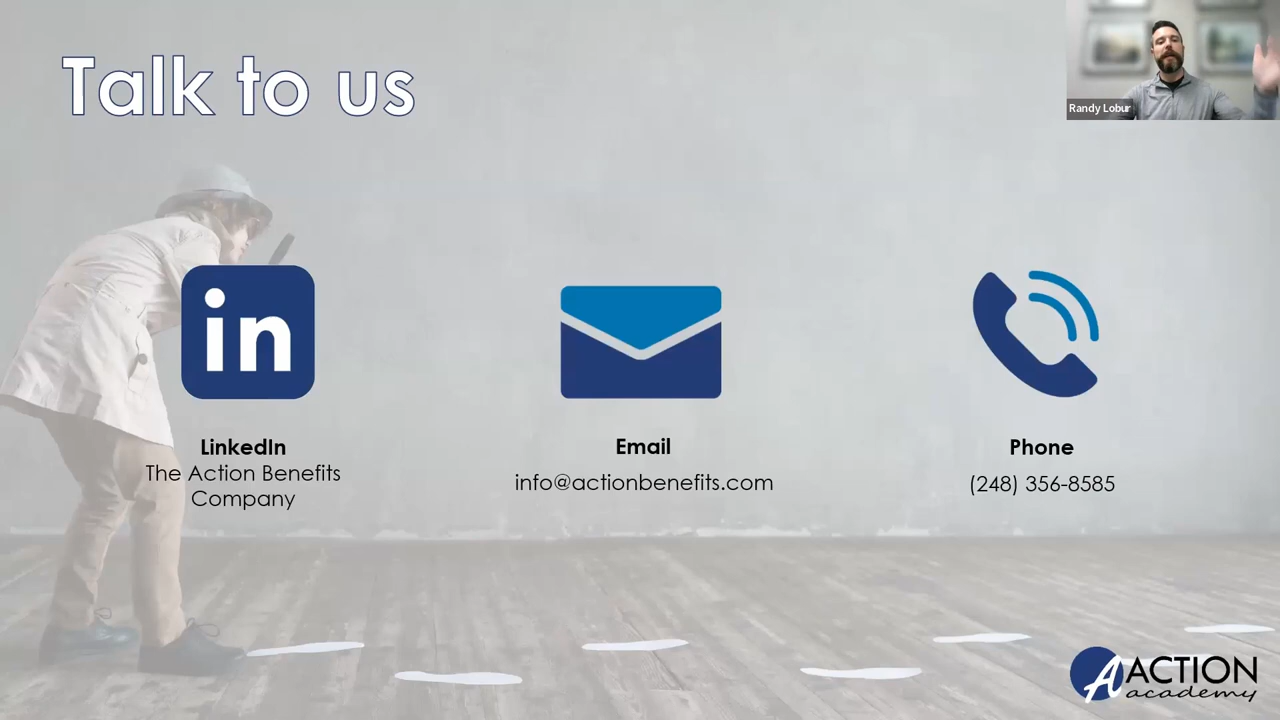 Talk to us
Randy Lobur
in
LinkedIn
The Action Benefits
Company
Email
info@actionbenefits.com
Phone
(248) 356-8585
A ACTION
academy